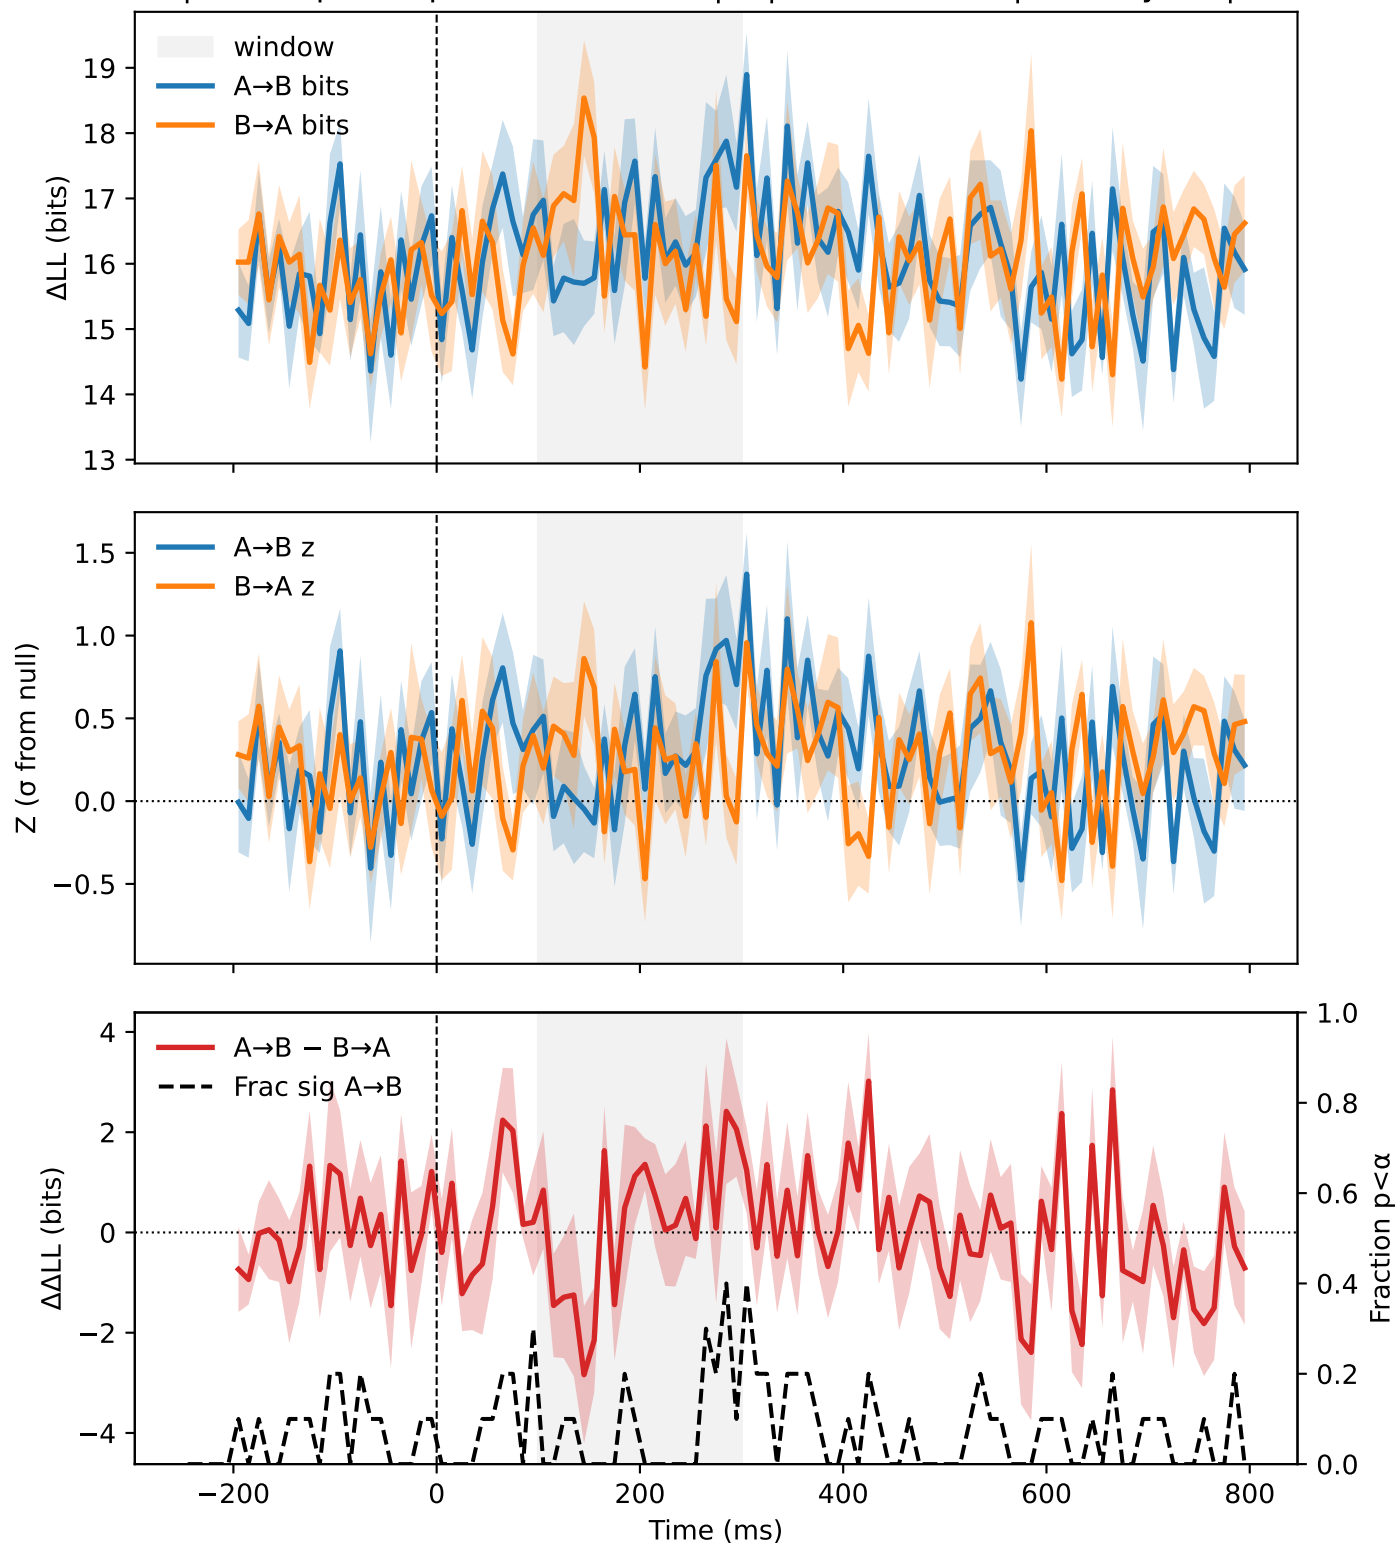 window
A→B bits
B→A bits
ΔLL (bits)
19
18
17
16
15
14
13
A→B z
B→A z
Z (σ from null)
1.5
1.0
0.5
0.0
−0.5
A→B − B→A
Frac sig A→B
ΔΔLL (bits)
4
2
0
−2
−4
1.0
0.8
0.6
0.4
0.2
0.0
Fraction p<α
−200
0
200
400
600
800
Time (ms)